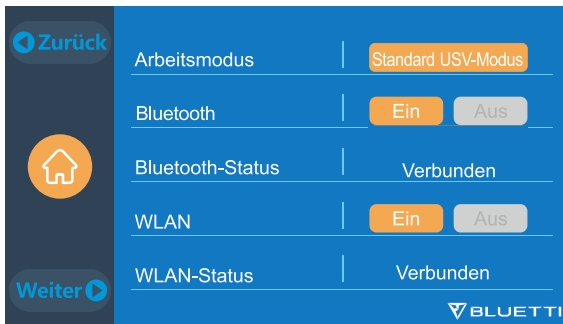 Zurück
Arbeitsmodus Standard USV-Modus
Bluetooth Ein Aus
Bluetooth-Status Verbunden
WLAN Ein Aus
WLAN-Status Verbunden
Weiter
BLUETTI